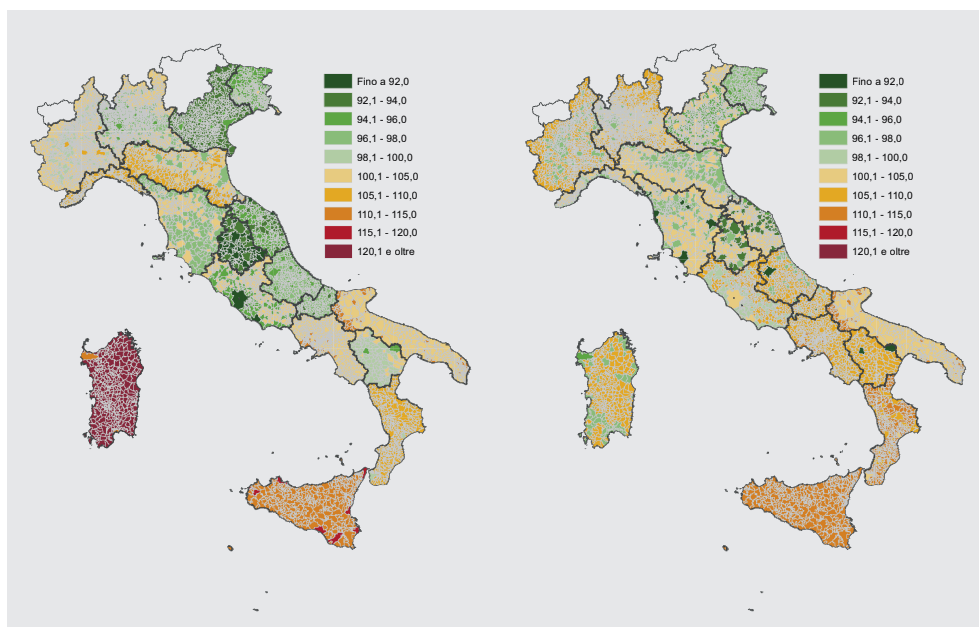 Fino a 92,0
92,1 - 94,0
94,1 - 96,0
96,1 - 98,0
98,1 - 100,0
100,1 - 105,0
105,1 - 110,0
110,1 - 115,0
115,1 - 120,0
120,1 e oltre
Fino a 92,0
92,1 - 94,0
94,1 - 96,0
96,1 - 98,0
98,1 - 100,0
100,1 - 105,0
105,1 - 110,0
110,1 - 115,0
115,1 - 120,0
120,1 e oltre